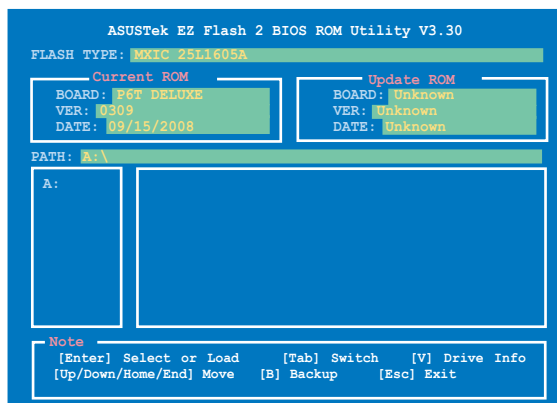 ASUSTek EZ Flash 2 BIOS ROM Utility V3.30
FLASH TYPE: MXIC 25L1605A
Current ROM
BOARD: P6T DELUXE
VER: 0309
DATE: 09/15/2008
Update ROM
BOARD: Unknown
VER: Unknown
DATE: Unknown
PATH: A:\
A:
Note
[Enter] Select or Load [Tab] Switch [V] Drive Info
[Up/Down/Home/End] Move [B] Backup [Esc] Exit